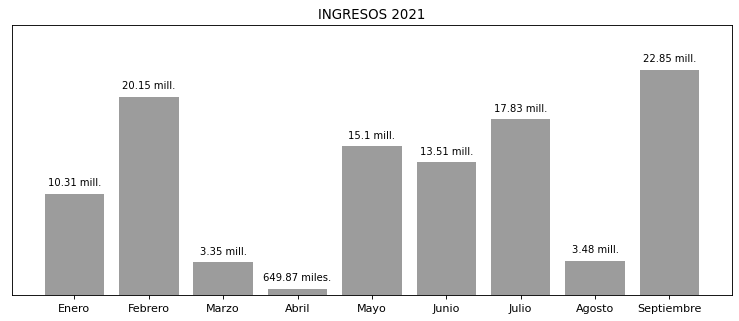 INGRESOS 2021
10.31 mill.
20.15 mill.
3.35 mill.
649.87 miles.
15.1 mill.
13.51 mill.
17.83 mill.
3.48 mill.
22.85 mill.
Enero
Febrero
Marzo
Abril
Mayo
Junio
Julio
Agosto
Septiembre